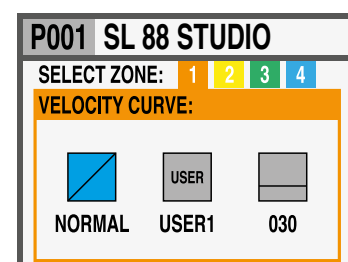 P001 SL 88 STUDIO
SELECT ZONE: 1 2 3 4
VELOCITY CURVE:
USER
NORMAL USER1 030